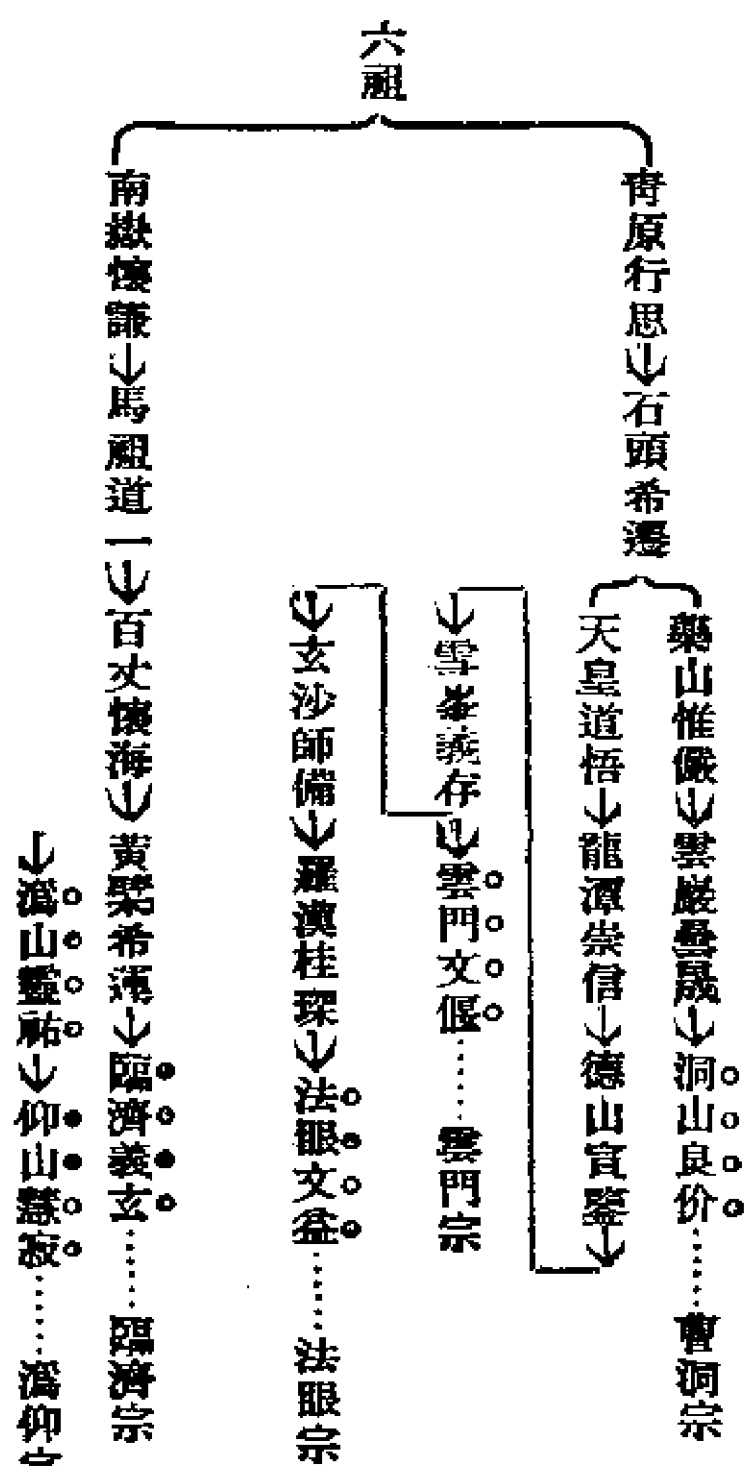 六祖
青原行思→石頭希遷
藥山惟儼→雲巖曇晟→洞山良价……曹洞宗
天皇道悟→龍潭崇信→德山宣鑒→
→雪峯義存→雲門文偃……雲門宗
→玄沙師備→羅漢桂琛→法眼文益……法眼宗
南嶽懷讓→馬祖道一→百丈懷海→黃檗希運→臨濟義玄……臨濟宗
→溈山靈祐→仰山慧寂……溈仰宗